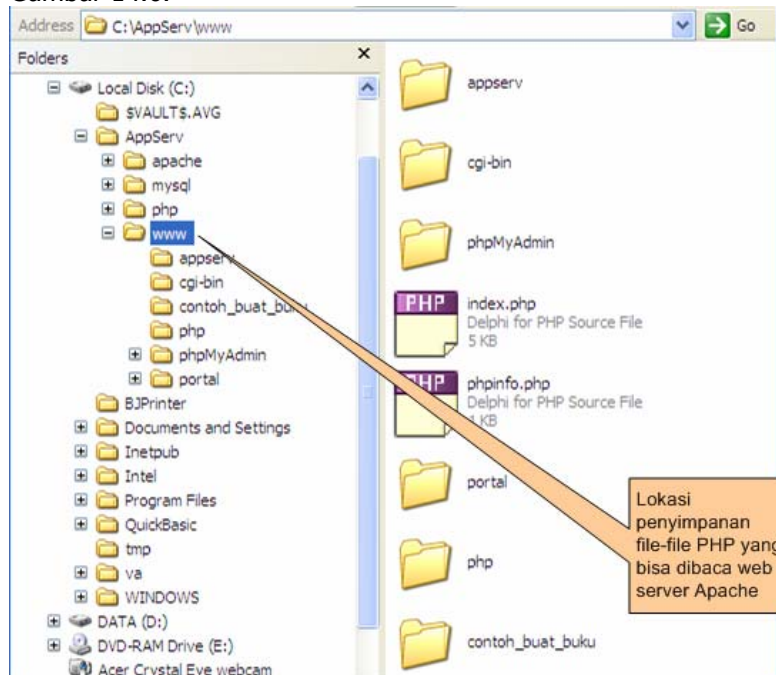 Address C:\AppServ\www Go
Folders
Local Disk (C:)
$VAULT$.AVG
AppServ
apache
mysql
php
www
appserv
cgi-bin
contoh_buat_buku
php
phpMyAdmin
portal
BJPrinter
Documents and Settings
Inetpub
Intel
Program Files
QuickBasic
tmp
va
WINDOWS
DATA (D:)
DVD-RAM Drive (E:)
Acer Crystal Eye webcam
appserv
cgi-bin
phpMyAdmin
PHP
index.php
Delphi for PHP Source File
5 KB
PHP
phpinfo.php
Delphi for PHP Source File
KB
portal
php
contoh_buat_buku
Lokasi
penyimpanan
file-file PHP yang
bisa dibaca web
server Apache